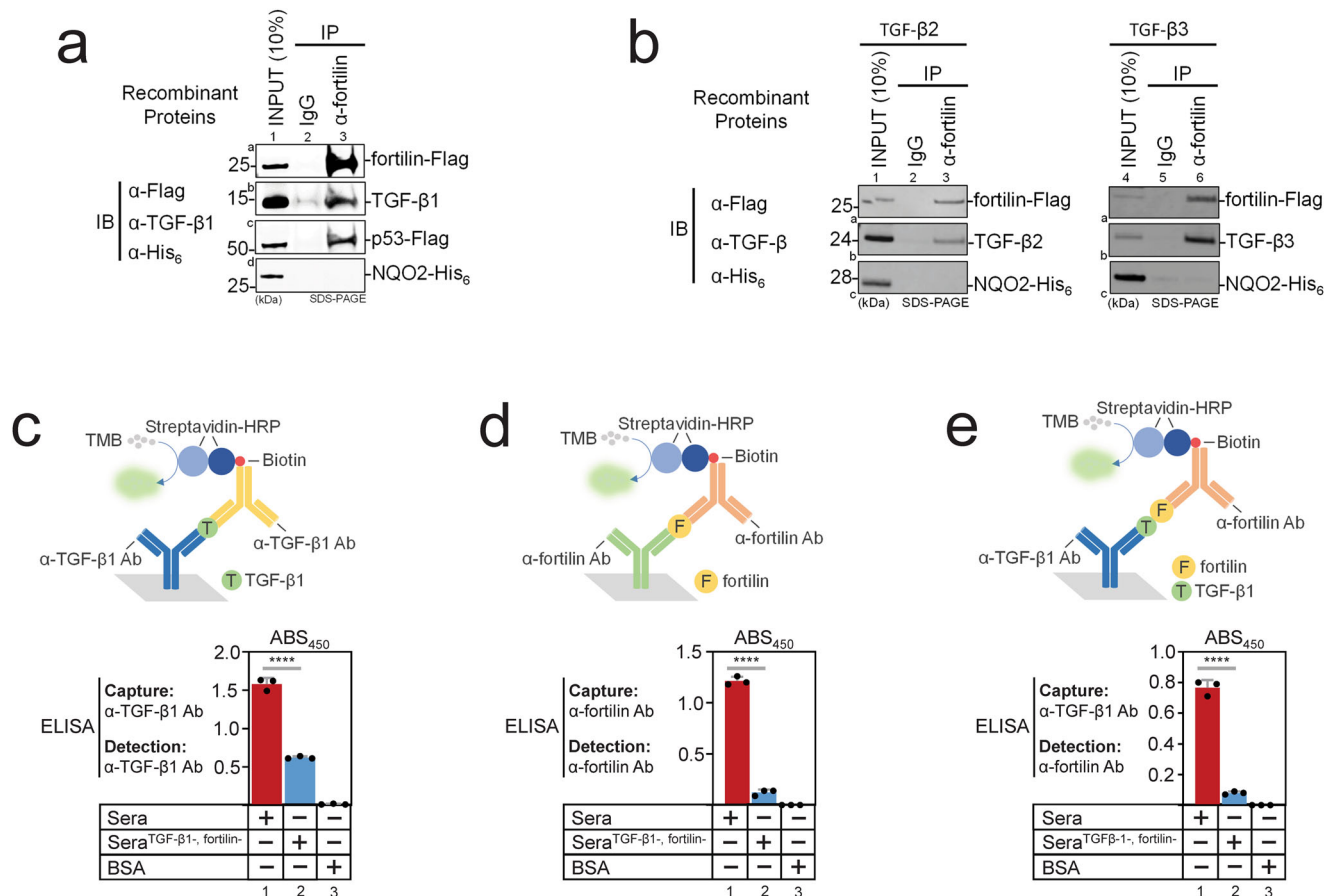 a
IP
Recombinant
Proteins
INPUT (10%)
IgG
α-fortilin
1 2 3
a
25
fortilin-Flag
b
15
TGF-β1
c
50
p53-Flag
d
25
NQO2-His6
IB
α-Flag
α-TGF-β1
α-His6
(kDa) SDS-PAGE
b
TGF-β2
IP
Recombinant
Proteins
INPUT (10%)
IgG
α-fortilin
1 2 3
25
a
fortilin-Flag
24
b
TGF-β2
28
c
NQO2-His6
IB
α-Flag
α-TGF-β
α-His6
(kDa) SDS-PAGE
TGF-β3
IP
INPUT (10%)
IgG
α-fortilin
4 5 6
a
fortilin-Flag
b
TGF-β3
c
NQO2-His6
(kDa) SDS-PAGE
c
Streptavidin-HRP
TMB
Biotin
T
α-TGF-β1 Ab
α-TGF-β1 Ab
T TGF-β1
ABS450
2.0
1.5
1.0
0.5
****
ELISA
Capture:
α-TGF-β1 Ab
Detection:
α-TGF-β1 Ab
Sera + − −
Sera TGF-β1-, fortilin- − + −
BSA − − +
1 2 3
d
Streptavidin-HRP
TMB
Biotin
F
α-fortilin Ab
α-fortilin Ab
F fortilin
ABS450
1.5
1.0
0.5
****
ELISA
Capture:
α-fortilin Ab
Detection:
α-fortilin Ab
Sera + − −
Sera TGF-β1-, fortilin- − + −
BSA − − +
1 2 3
e
Streptavidin-HRP
TMB
Biotin
F
T
α-fortilin Ab
α-TGF-β1 Ab
F fortilin
T TGF-β1
ABS450
1.0
0.8
0.6
0.4
0.2
****
ELISA
Capture:
α-TGF-β1 Ab
Detection:
α-fortilin Ab
Sera + − −
Sera TGFβ-1-, fortilin- − + −
BSA − − +
1 2 3